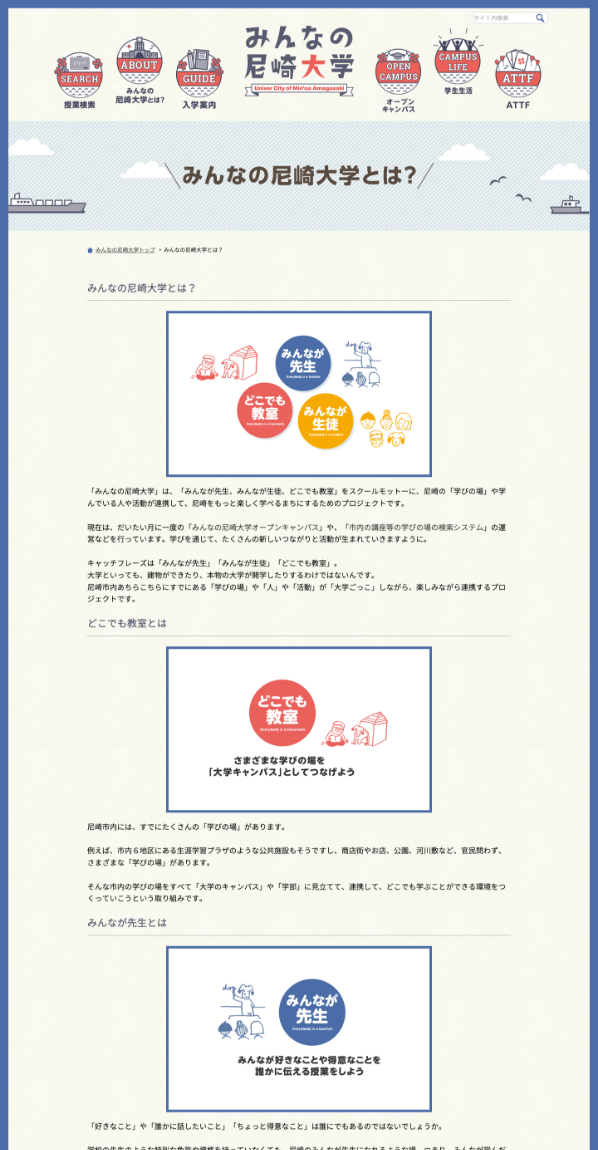 サイト内検索
みんなの
尼崎大学
Univer City of Min'na Amagasaki
SEARCH
授業検索
ABOUT
みんなの
尼崎大学とは?
GUIDE
入学案内
OPEN
CAMPUS
オープン
キャンパス
CAMPUS
LIFE
学生生活
ATTF
ATTF
みんなの尼崎大学とは?
みんなの尼崎大学トップ > みんなの尼崎大学とは?
みんなの尼崎大学とは？
みんなが
先生
Everybody is a teacher.
どこでも
教室
Everybody is a classroom.
みんなが
生徒
Everybody is a student.
dog
「みんなの尼崎大学」は、「みんなが先生、みんなが生徒、どこでも教室」をスクールモットーに、尼崎の「学びの場」や学
んでいる人や活動が連携して、尼崎をもっと楽しく学べるまちにするためのプロジェクトです。
現在は、だいたい月に一度の「みんなの尼崎大学オープンキャンパス」や、「市内の講座等の学びの場の検索システム」の運
営などを行っています。学びを通じて、たくさんの新しいつながりと活動が生まれていきますように。
キャッチフレーズは「みんなが先生」「みんなが生徒」「どこでも教室」。
大学といっても、建物ができたり、本物の大学が開学したりするわけではないんです。
尼崎市内あちらこちらにすでにある「学びの場」や「人」や「活動」が「大学ごっこ」しながら、楽しみながら連携するプロ
ジェクトです。
どこでも教室とは
どこでも
教室
Everybody is a classroom.
さまざまな学びの場を
「大学キャンパス」としてつなげよう
尼崎市内には、すでにたくさんの「学びの場」があります。
例えば、市内６地区にある生涯学習プラザのような公共施設もそうですし、商店街やお店、公園、河川敷など、官民問わず、
さまざまな「学びの場」があります。
そんな市内の学びの場をすべて「大学のキャンパス」や「学部」に見立てて、連携して、どこでも学ぶことができる環境をつ
くっていこうという取り組みです。
みんなが先生とは
dog
みんなが
先生
Everybody is a teacher.
みんなが好きなことや得意なことを
誰かに伝える授業をしよう
「好きなこと」や「誰かに話したいこと」「ちょっと得意なこと」は誰にでもあるのではないでしょうか。